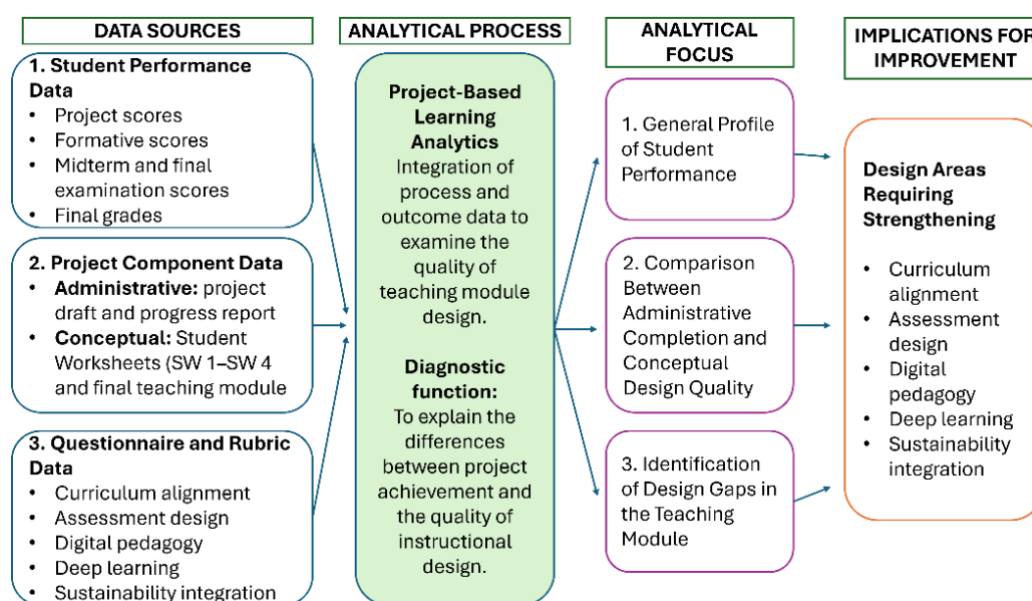 DATA SOURCES
1. Student Performance
Data
• Project scores
• Formative scores
• Midterm and final
examination scores
• Final grades
2. Project Component Data
• Administrative: project
draft and progress report
• Conceptual: Student
Worksheets (SW 1–SW 4
and final teaching module
3. Questionnaire and Rubric
Data
• Curriculum alignment
• Assessment design
• Digital pedagogy
• Deep learning
• Sustainability integration
ANALYTICAL PROCESS
Project-Based
Learning
Analytics
Integration of
process and
outcome data to
examine the
quality of
teaching module
design.
Diagnostic
function:
To explain the
differences
between project
achievement and
the quality of
instructional
design.
ANALYTICAL
FOCUS
1. General Profile
of Student
Performance
2. Comparison
Between
Administrative
Completion and
Conceptual
Design Quality
3. Identification
of Design Gaps in
the Teaching
Module
IMPLICATIONS FOR
IMPROVEMENT
Design Areas
Requiring
Strengthening
• Curriculum
alignment
• Assessment
design
• Digital
pedagogy
• Deep learning
• Sustainability
integration